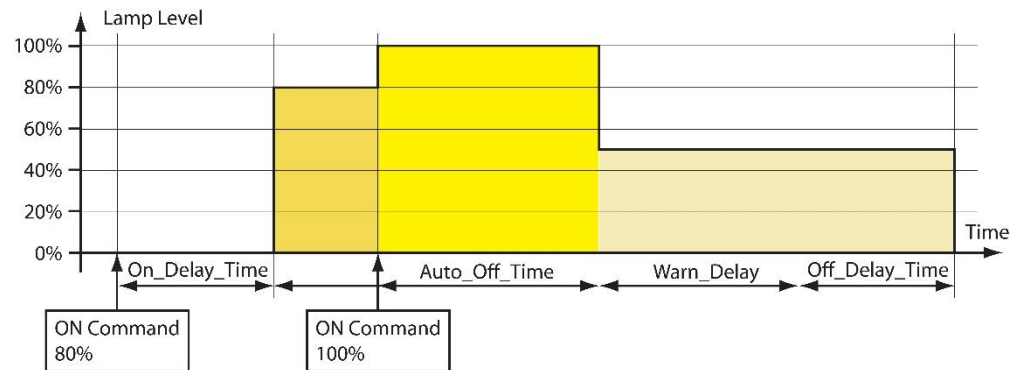 Lamp Level
100%
80%
60%
40%
20%
0%
Time
On_Delay_Time
Auto_Off_Time
Warn_Delay
Off_Delay_Time
ON Command
80%
ON Command
100%